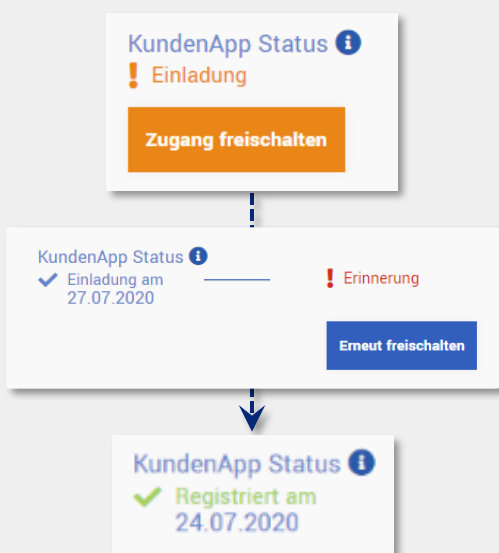 KundenApp Status
Einladung
Zugang freischalten
KundenApp Status
Einladung am
27.07.2020
Erinnerung
Erneut freischalten
KundenApp Status
Registriert am
24.07.2020